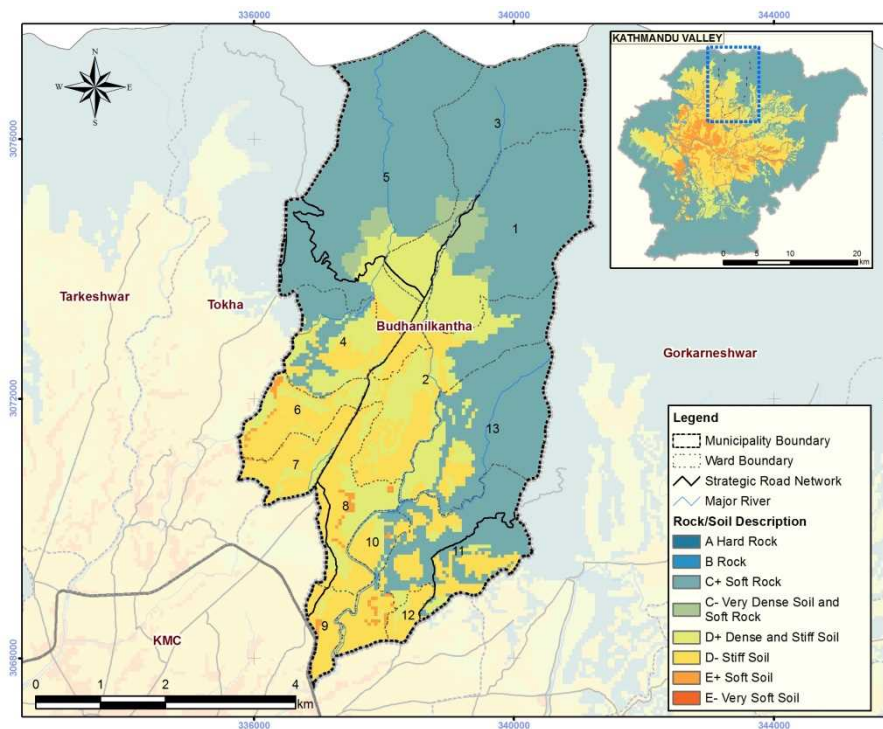 336000
340000
344000
3076000
3072000
3068000
N
W
E
S
KATHMANDU VALLEY
0
5
10
20
km
3
5
1
Tarkeshwar
Tokha
Budhanilkantha
Gorkarneshwar
4
2
6
13
7
8
10
11
12
9
KMC
0
1
2
4
km
336000
340000
344000
Legend
Municipality Boundary
Ward Boundary
Strategic Road Network
Major River
Rock/Soil Description
A Hard Rock
B Rock
C+ Soft Rock
C- Very Dense Soil and
Soft Rock
D+ Dense and Stiff Soil
D- Stiff Soil
E+ Soft Soil
E- Very Soft Soil